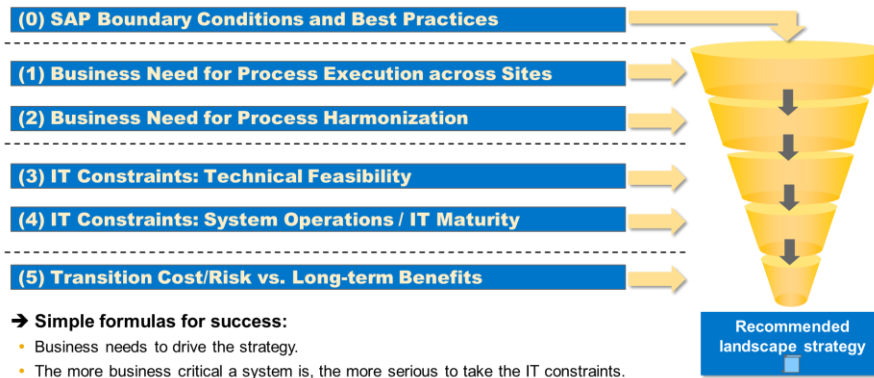 (0) SAP Boundary Conditions and Best Practices
(1) Business Need for Process Execution across Sites
(2) Business Need for Process Harmonization
(3) IT Constraints: Technical Feasibility
(4) IT Constraints: System Operations / IT Maturity
(5) Transition Cost/Risk vs. Long-term Benefits
➔ Simple formulas for success:
• Business needs to drive the strategy.
• The more business critical a system is, the more serious to take the IT constraints.
Recommended
landscape strategy